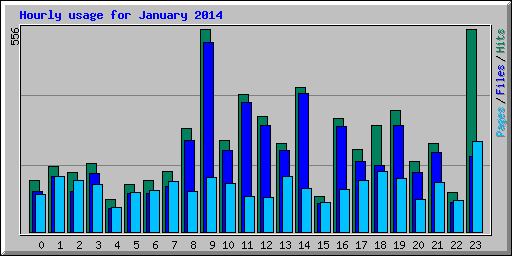 Hourly usage for January 2014
556
Pages/Files/Hits
0 1 2 3 4 5 6 7 8 9 10 11 12 13 14 15 16 17 18 19 20 21 22 23